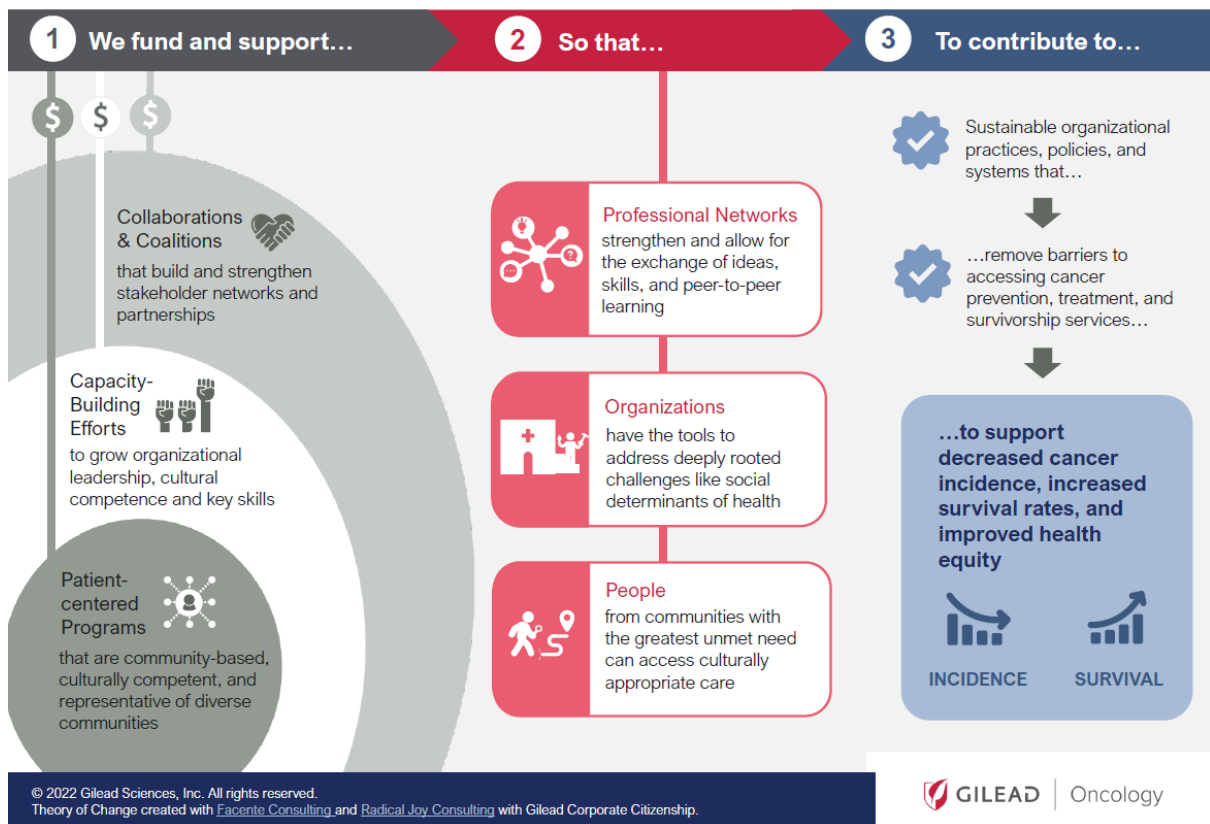 1 We fund and support...
2 So that...
3 To contribute to...
$ $ $
Collaborations
& Coalitions
that build and strengthen
stakeholder networks and
partnerships
Capacity-
Building
Efforts
to grow organizational
leadership, cultural
competence and key skills
Patient-
centered
Programs
that are community-based,
culturally competent, and
representative of diverse
communities
Professional Networks
strengthen and allow for
the exchange of ideas,
skills, and peer-to-peer
learning
Organizations
have the tools to
address deeply rooted
challenges like social
determinants of health
People
from communities with
the greatest unmet need
can access culturally
appropriate care
Sustainable organizational
practices, policies, and
systems that...
...remove barriers to
accessing cancer
prevention, treatment, and
survivorship services...
...to support
decreased cancer
incidence, increased
survival rates, and
improved health
equity
INCIDENCE SURVIVAL
© 2022 Gilead Sciences, Inc. All rights reserved.
Theory of Change created with Facente Consulting and Radical Joy Consulting with Gilead Corporate Citizenship.
GILEAD | Oncology